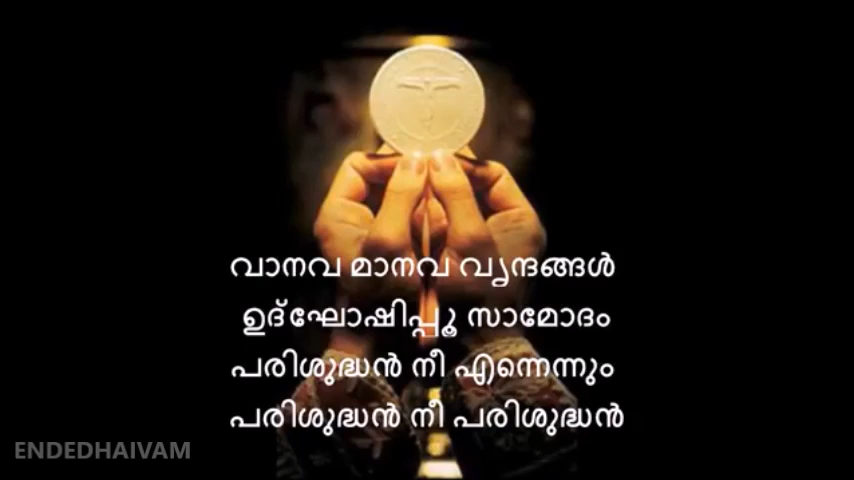 വാനവ മാനവ വൃന്ദങ്ങൾ
ഉദ്ഘോഷിപ്പൂ സാമോദം
പരിശുദ്ധൻ നീ എന്നെന്നും
പരിശുദ്ധൻ നീ പരിശുദ്ധൻ
ENDEDHAIVAM